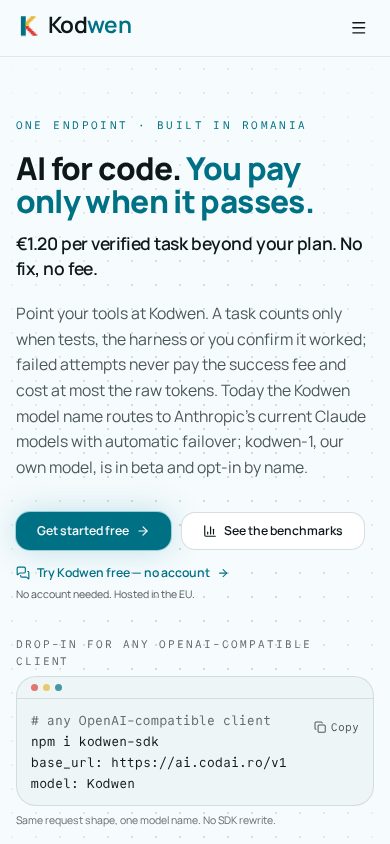 Kodwen
ONE ENDPOINT · BUILT IN ROMANIA
AI for code. You pay
only when it passes.
€1.20 per verified task beyond your plan. No
fix, no fee.
Point your tools at Kodwen. A task counts only
when tests, the harness or you confirm it worked;
failed attempts never pay the success fee and
cost at most the raw tokens. Today the Kodwen
model name routes to Anthropic's current Claude
models with automatic failover; kodwen-1, our
own model, is in beta and opt-in by name.
Get started free →
See the benchmarks
Try Kodwen free — no account →
No account needed. Hosted in the EU.
DROP-IN FOR ANY OPENAI-COMPATIBLE
CLIENT
# any OpenAI-compatible client
Copy
npm i kodwen-sdk
base_url: https://ai.codai.ro/v1
model: Kodwen
Same request shape, one model name. No SDK rewrite.